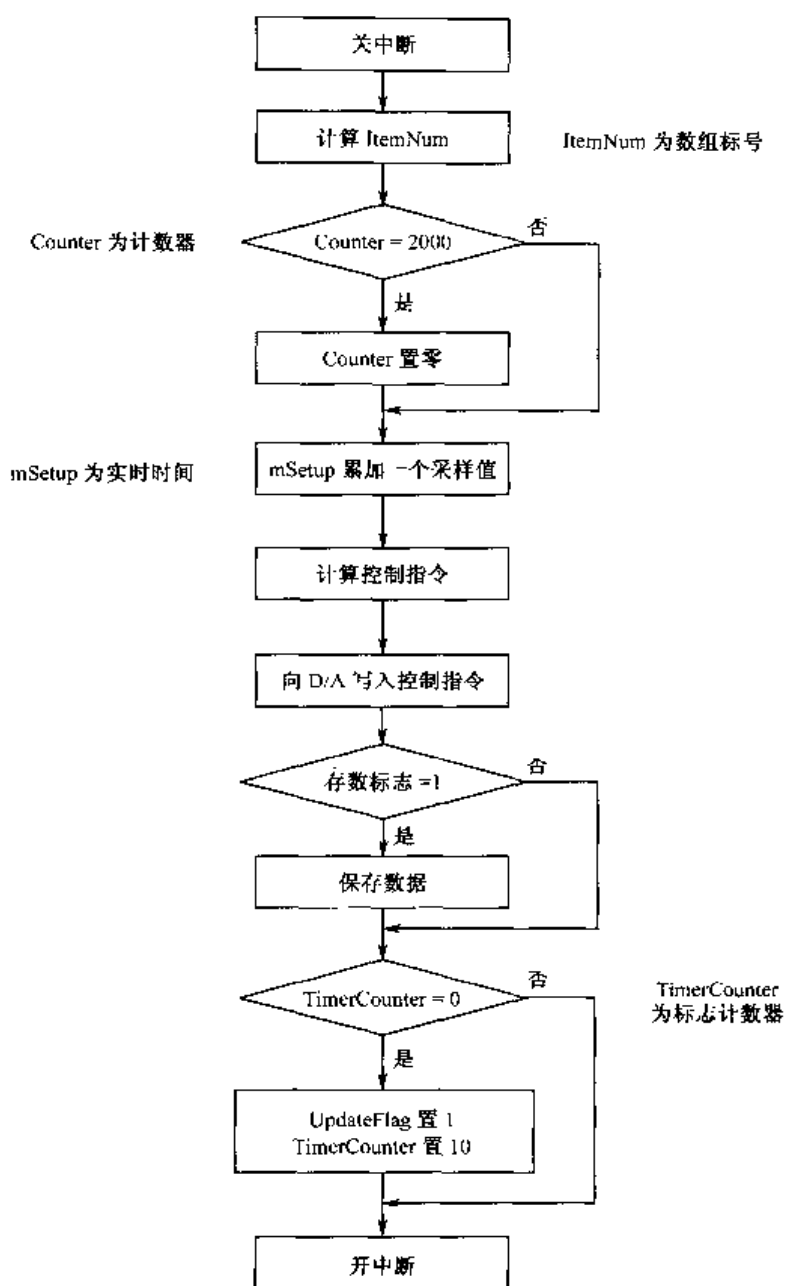 关中断
计算 ItemNum
ItemNum 为数组标号
Counter 为计数器
Counter = 2000
否
是
Counter 置零
mSetup 为实时时间
mSetup 累加一个采样值
计算控制指令
向 D/A 写入控制指令
存数标志 =1
否
是
保存数据
TimerCounter = 0
否
TimerCounter
为标志计数器
是
UpdateFlag 置 1
TimerCounter 置 10
开中断